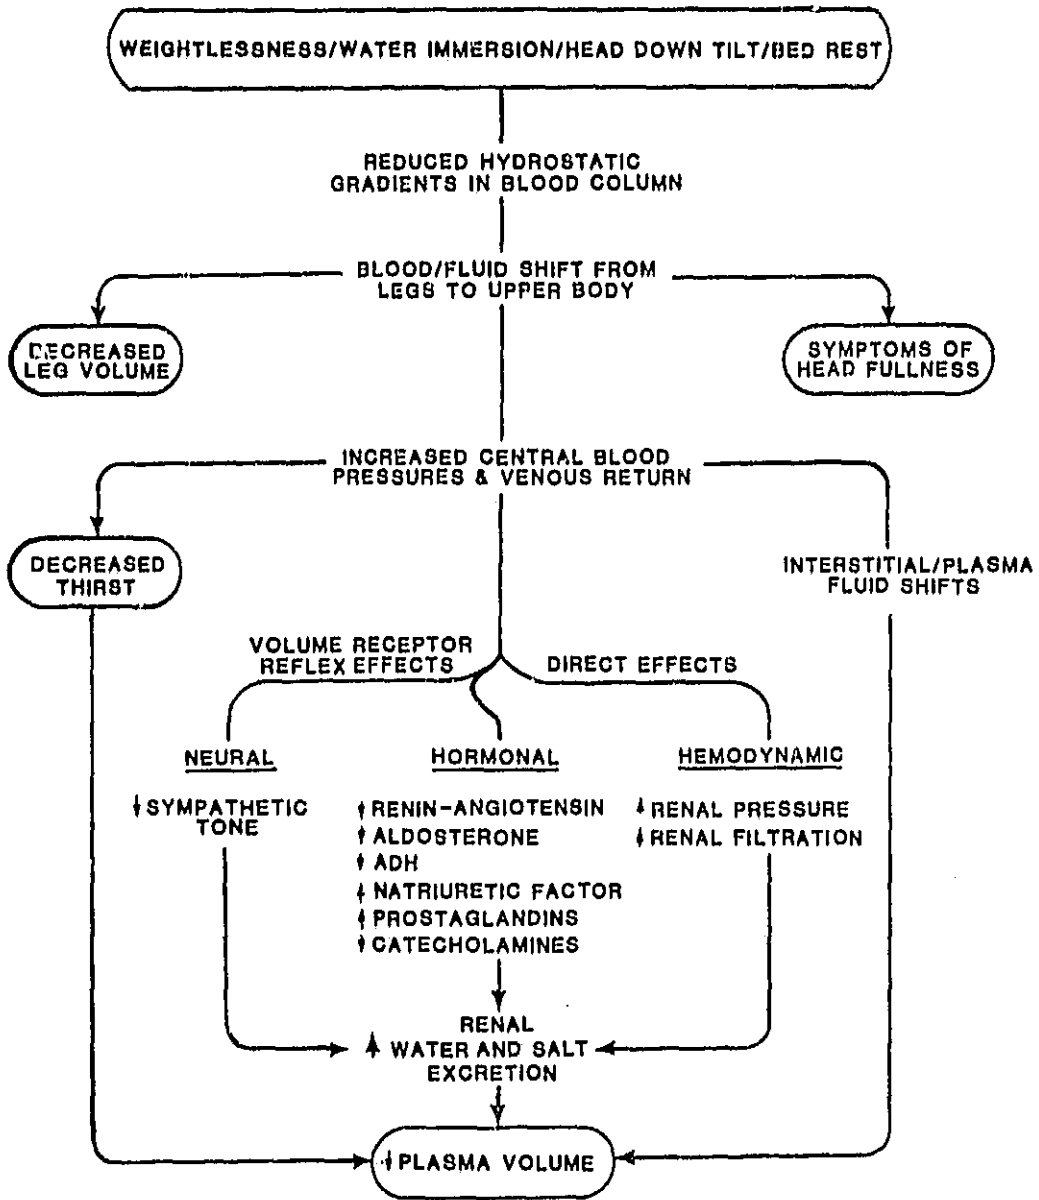 WEIGHTLESSNESS/WATER IMMERSION/HEAD DOWN TILT/BED REST
REDUCED HYDROSTATIC
GRADIENTS IN BLOOD COLUMN
BLOOD/FLUID SHIFT FROM
LEGS TO UPPER BODY
DECREASED
LEG VOLUME
SYMPTOMS OF
HEAD FULLNESS
INCREASED CENTRAL BLOOD
PRESSURES & VENOUS RETURN
DECREASED
THIRST
INTERSTITIAL/PLASMA
FLUID SHIFTS
VOLUME RECEPTOR
REFLEX EFFECTS
DIRECT EFFECTS
NEURAL
SYMPATHETIC
TONE
HORMONAL
RENIN-ANGIOTENSIN
ALDOSTERONE
ADH
NATRIURETIC FACTOR
PROSTAGLANDINS
CATECHOLAMINES
HEMODYNAMIC
RENAL PRESSURE
RENAL FILTRATION
RENAL
WATER AND SALT
EXCRETION
PLASMA VOLUME